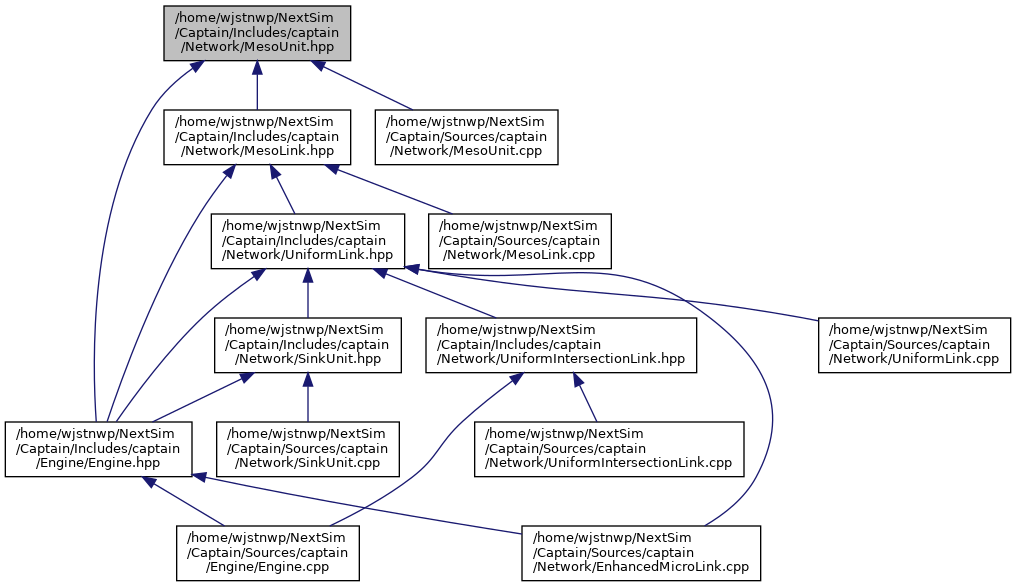 /home/wjstnwp/NextSim
/Captain/Includes/captain
/Network/MesoUnit.hpp
/home/wjstnwp/NextSim
/Captain/Includes/captain
/Network/MesoLink.hpp
/home/wjstnwp/NextSim
/Captain/Sources/captain
/Network/MesoUnit.cpp
/home/wjstnwp/NextSim
/Captain/Includes/captain
/Network/UniformLink.hpp
/home/wjstnwp/NextSim
/Captain/Sources/captain
/Network/MesoLink.cpp
/home/wjstnwp/NextSim
/Captain/Includes/captain
/Network/SinkUnit.hpp
/home/wjstnwp/NextSim
/Captain/Includes/captain
/Network/UniformIntersectionLink.hpp
/home/wjstnwp/NextSim
/Captain/Sources/captain
/Network/UniformLink.cpp
/home/wjstnwp/NextSim
/Captain/Includes/captain
/Engine/Engine.hpp
/home/wjstnwp/NextSim
/Captain/Sources/captain
/Network/SinkUnit.cpp
/home/wjstnwp/NextSim
/Captain/Sources/captain
/Network/UniformIntersectionLink.cpp
/home/wjstnwp/NextSim
/Captain/Sources/captain
/Engine/Engine.cpp
/home/wjstnwp/NextSim
/Captain/Sources/captain
/Network/EnhancedMicroLink.cpp